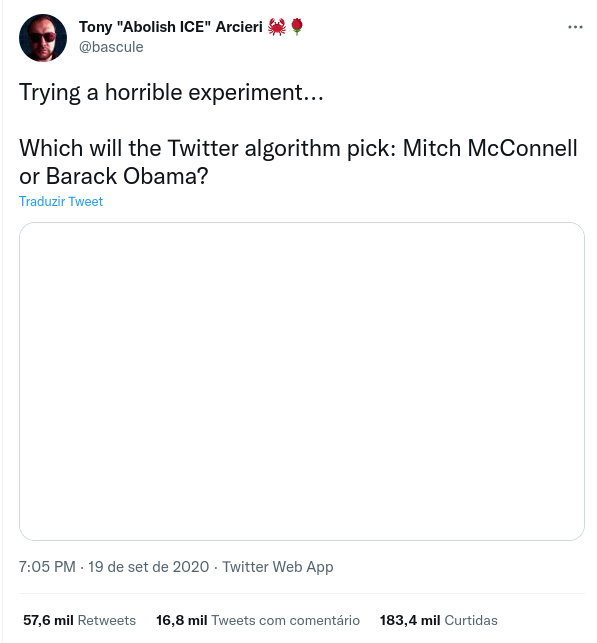 Tony "Abolish ICE" Arcieri 🦀🌹
@bascule
Trying a horrible experiment...
Which will the Twitter algorithm pick: Mitch McConnell
or Barack Obama?
Traduzir Tweet
7:05 PM · 19 de set de 2020 · Twitter Web App
57,6 mil Retweets 16,8 mil Tweets com comentário 183,4 mil Curtidas